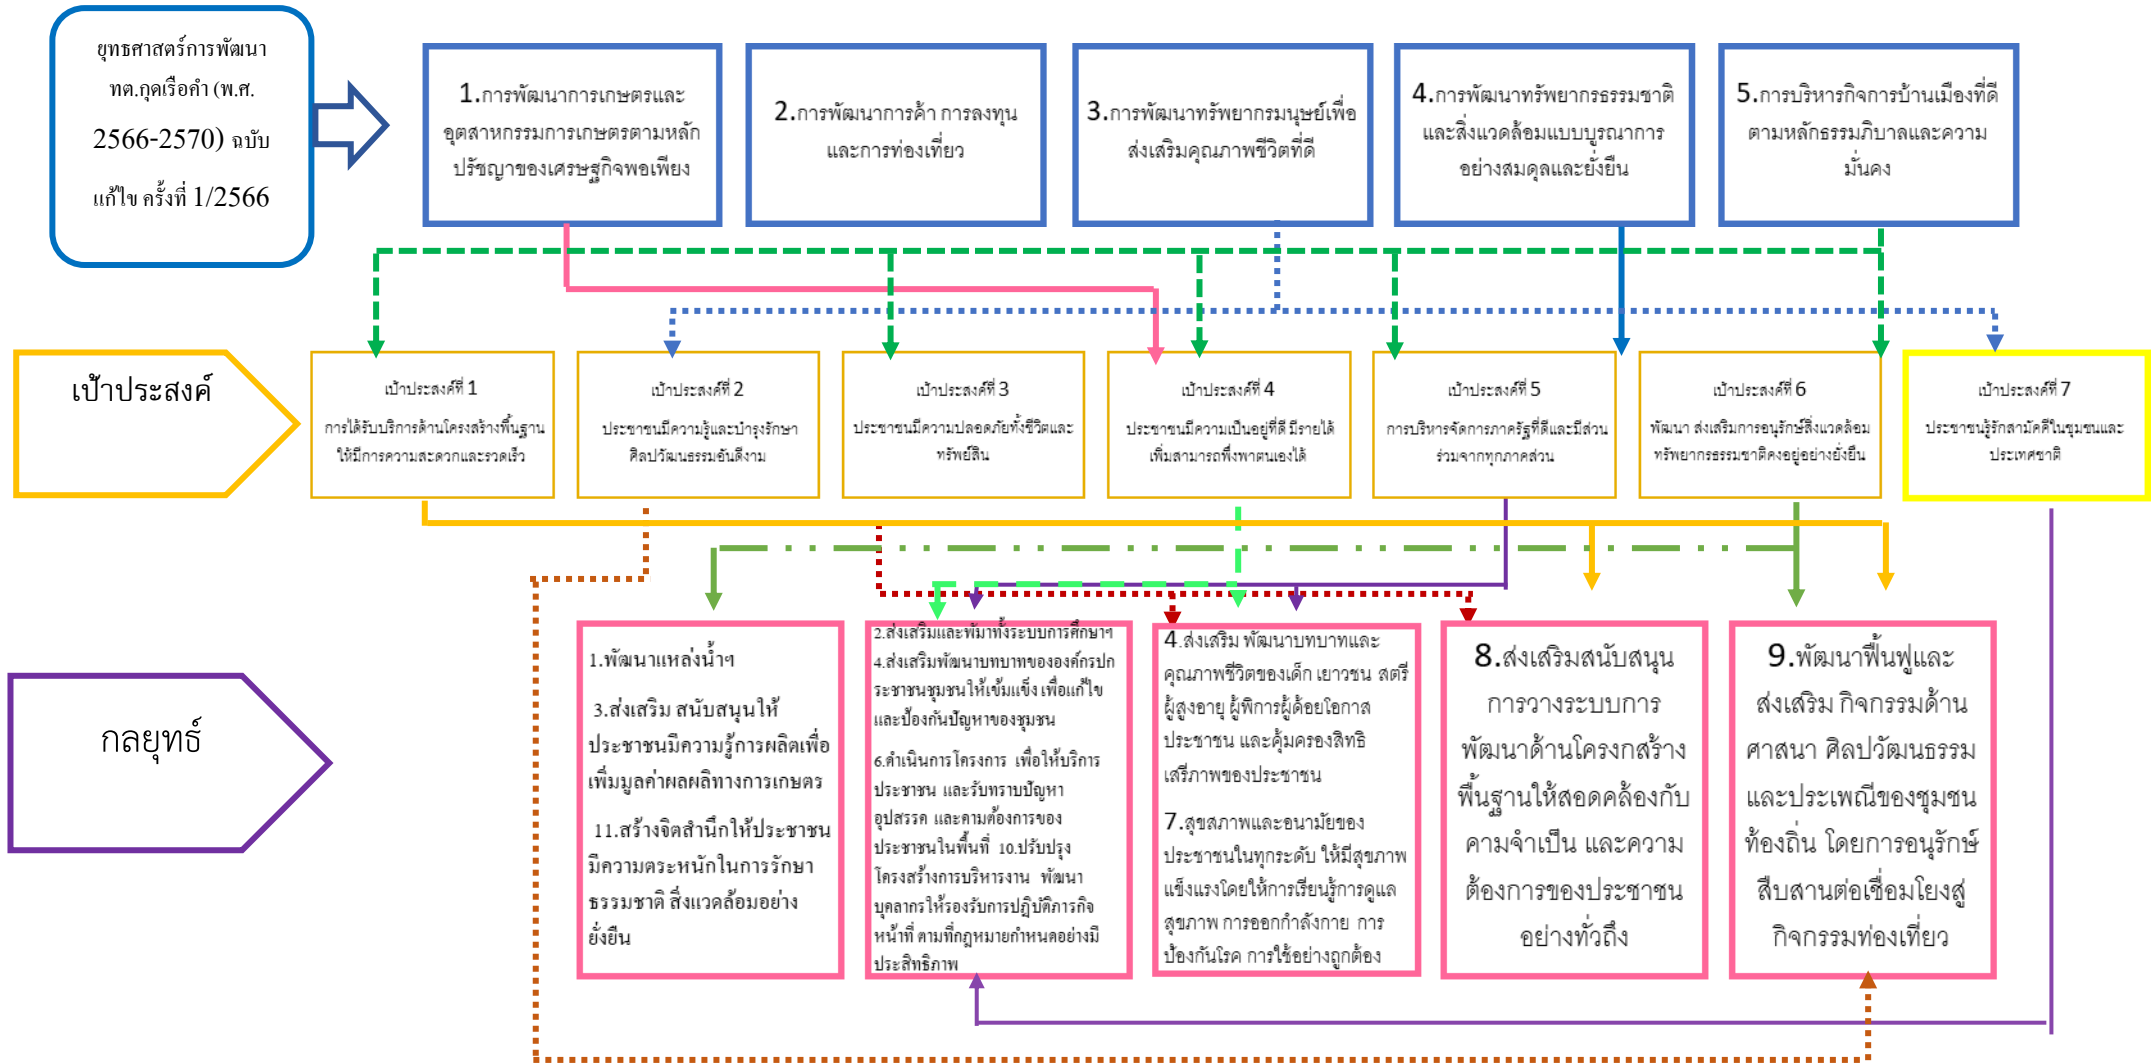 ยุทธศาสตร์การพัฒนา
ทต.กุดเรือคำ (พ.ศ.
2566-2570) ฉบับ
แก้ไข ครั้งที่ 1/2566
1.การพัฒนาการเกษตรและ
อุตสาหกรรมการเกษตรตามหลัก
ปรัชญาของเศรษฐกิจพอเพียง
2.การพัฒนาการค้า การลงทุน
และการท่องเที่ยว
3.การพัฒนาทรัพยากรมนุษย์เพื่อ
ส่งเสริมคุณภาพชีวิตที่ดี
4.การพัฒนาทรัพยากรธรรมชาติ
และสิ่งแวดล้อมแบบบูรณาการ
อย่างสมดุลและยั่งยืน
5.การบริหารกิจการบ้านเมืองที่ดี
ตามหลักธรรมภิบาลและความ
มั่นคง
เป้าประสงค์
เป้าประสงค์ที่ 1
การได้รับบริการด้านโครงสร้างพื้นฐาน
ให้มีการความสะดวกและรวดเร็ว
เป้าประสงค์ที่ 2
ประชาชนมีความรู้และบำรุงรักษา
ศิลปวัฒนธรรมอันดีงาม
เป้าประสงค์ที่ 3
ประชาชนมีความปลอดภัยทั้งชีวิตและ
ทรัพย์สิน
เป้าประสงค์ที่ 4
ประชาชนมีความเป็นอยู่ที่ดี มีรายได้
เพิ่มสามารถพึ่งพาตนเองได้
เป้าประสงค์ที่ 5
การบริหารจัดการภาครัฐที่ดีและมีส่วน
ร่วมจากทุกภาคส่วน
เป้าประสงค์ที่ 6
พัฒนา ส่งเสริมการอนุรักษ์สิ่งแวดล้อม
ทรัพยากรธรรมชาติคงอยู่อย่างยั่งยืน
เป้าประสงค์ที่ 7
ประชาชนรู้รักสามัคคีในชุมชนและ
ประเทศชาติ
กลยุทธ์
1.พัฒนาแหล่งน้ำฯ
3.ส่งเสริม สนับสนุนให้
ประชาชนมีความรู้การผลิตเพื่อ
เพิ่มมูลค่าผลผลิทางการเกษตร
11.สร้างจิตสำนึกให้ประชาชน
มีความตระหนักในการรักษา
ธรรมชาติ สิ่งแวดล้อมอย่าง
ยั่งยืน
2.ส่งเสริมและพัมาทั้งระบบการศึกษาฯ
4.ส่งเสริมพัฒนาบทบาทขององค์กรปก
ระชาชนชุมชนให้เข้มแข็ง เพื่อแก้ไข
และป้องกันปัญหาของชุมชน
6.ดำเนินการโครงการ เพื่อให้บริการ
ประชาชน และรับทราบปัญหา
อุปสรรค และคามต้องการของ
ประชาชนในพื้นที่ 10.ปรับปรุง
โครงสร้างการบริหารงาน พัฒนา
บุคลากรให้รองรับการปฏิบัติภารกิจ
หน้าที่ ตามที่กฎหมายกำหนดอย่างมี
ประสิทธิภาพ
4.ส่งเสริม พัฒนาบทบาทและ
คุณภาพชีวิตของเด็ก เยาวชน สตรี
ผู้สูงอายุ ผู้พิการผู้ด้อยโอกาส
ประชาชน และคุ้มครองสิทธิ
เสรีภาพของประชาชน
7.สุขสภาพและอนามัยของ
ประชาชนในทุกระดับ ให้มีสุขภาพ
แข็งแรงโดยให้การเรียนรู้การดูแล
สุขภาพ การออกกำลังกาย การ
ป้องกันโรค การใช้อย่างถูกต้อง
8.ส่งเสริมสนับสนุน
การวางระบบการ
พัฒนาด้านโครงกสร้าง
พื้นฐานให้สอดคล้องกับ
คามจำเป็น และความ
ต้องการของประชาชน
อย่างทั่วถึง
9.พัฒนาฟื้นฟูและ
ส่งเสริม กิจกรรมด้าน
ศาสนา ศิลปวัฒนธรรม
และประเพณีของชุมชน
ท้องถิ่น โดยการอนุรักษ์
สืบสานต่อเชื่อมโยงสู่
กิจกรรมท่องเที่ยว